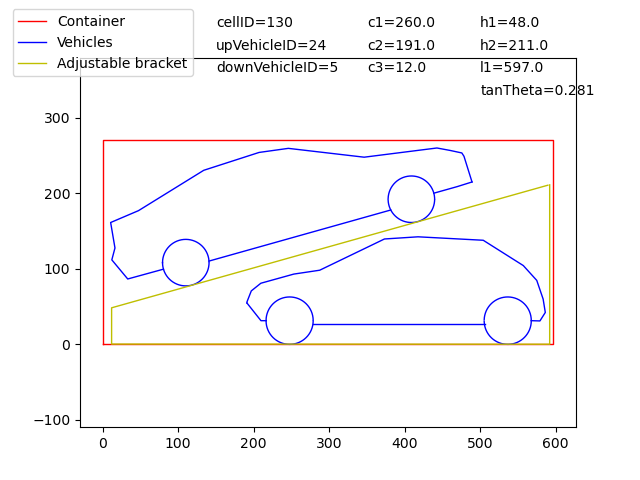 Container
Vehicles
Adjustable bracket
cellID=130
upVehicleID=24
downVehicleID=5
c1=260.0
c2=191.0
c3=12.0
h1=48.0
h2=211.0
l1=597.0
tanTheta=0.281
300
200
100
0
−100
0 100 200 300 400 500 600